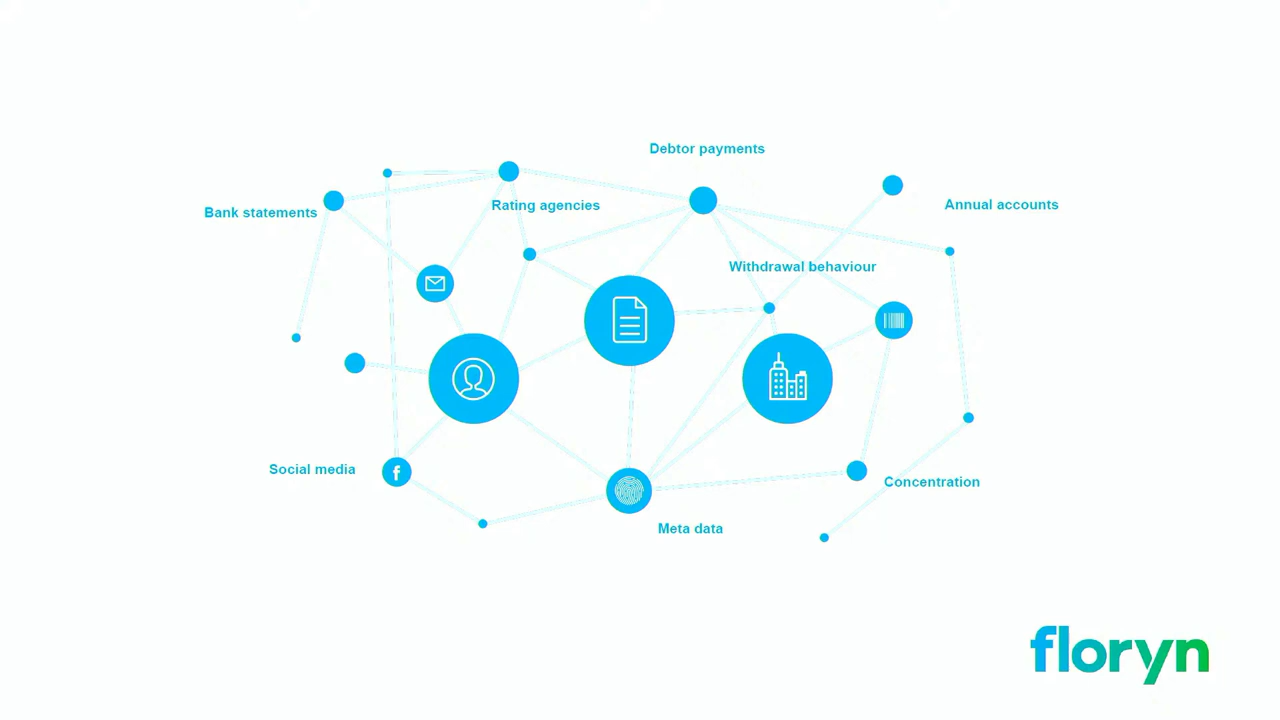 Debtor payments
Bank statements
Rating agencies
Annual accounts
Withdrawal behaviour
Social media
f
Concentration
Meta data
floryn